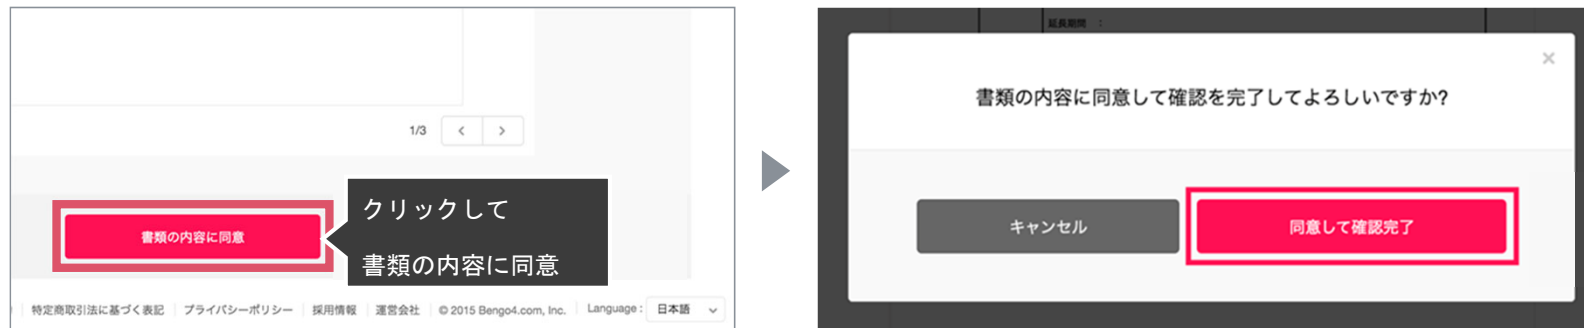 1/3
クリックして
書類の内容に同意
書類の内容に同意
特定商取引法に基づく表記 プライバシーポリシー 採用情報 運営会社 © 2015 Bengo4.com, Inc. Language : 日本語
延長期間 :
書類の内容に同意して確認を完了してよろしいですか?
キャンセル 同意して確認完了